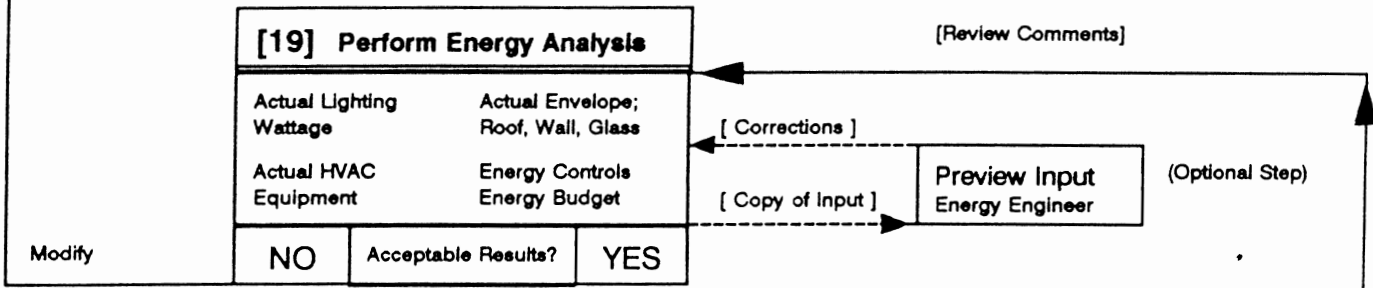 [19] Perform Energy Analysis
[Review Comments]
Actual Lighting
Wattage
Actual Envelope;
Roof, Wall, Glass
Actual HVAC
Equipment
Energy Controls
Energy Budget
[ Corrections ]
[ Copy of Input ]
Preview Input
Energy Engineer
(Optional Step)
Modify
NO
Acceptable Results?
YES